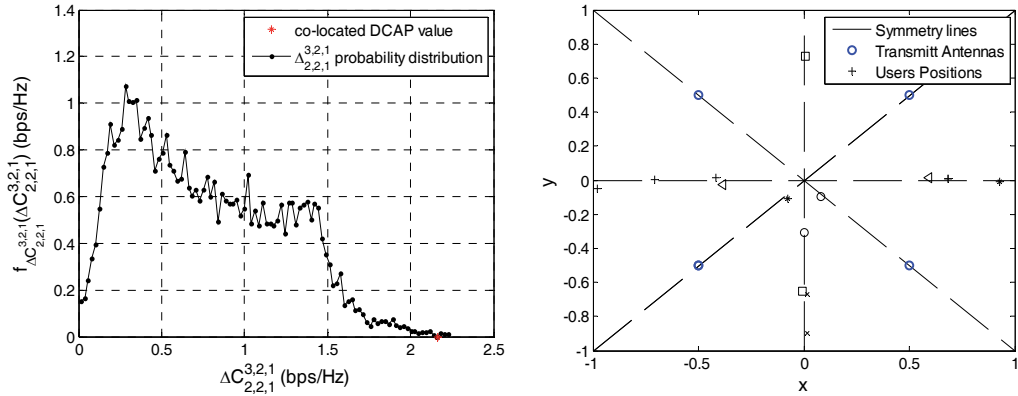 1.4
1.2
1
0.8
0.6
0.4
0.2
0
0 0.5 1 1.5 2 2.5
f_{ΔC^{3,2,1}_{2,2,1}}(ΔC^{3,2,1}_{2,2,1}) (bps/Hz)
ΔC^{3,2,1}_{2,2,1} (bps/Hz)
co-located DCAP value
Δ^{3,2,1}_{2,2,1} probability distribution
1
0.8
0.6
0.4
0.2
0
-0.2
-0.4
-0.6
-0.8
-1
-1 -0.5 0 0.5 1
y
x
Symmetry lines
Transmitt Antennas
Users Positions